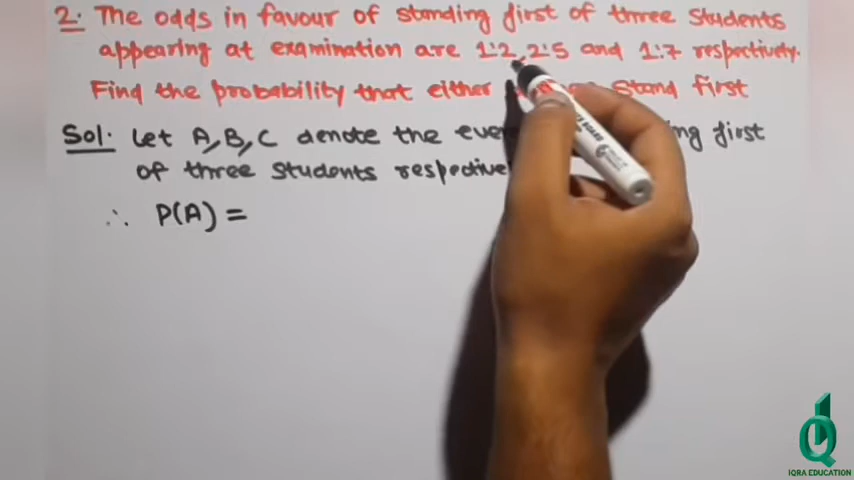 2. The odds in favour of standing first of three students
appearing at examination are 1:2, 2:5 and 1:7 respectively.
Find the probability that either stand first
Sol. Let A, B, C denote the first
of three students
∴ P(A) =
BOARD
IQRA EDUCATION